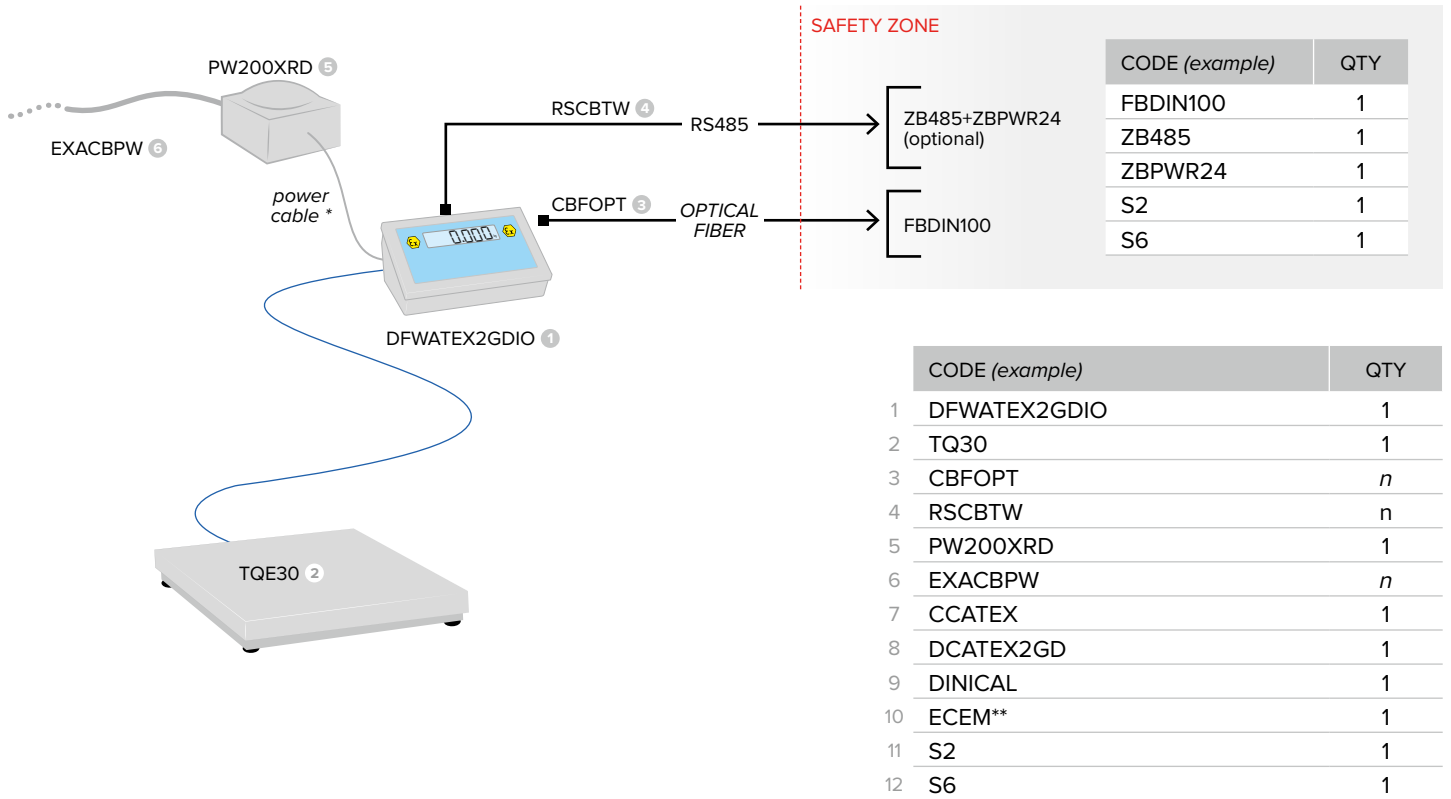 SAFETY ZONE
PW200XRD 5
EXACBPW 6
power
cable *
RSCBTW 4
RS485
ZB485+ZBPWR24
(optional)
CBFOPT 3
OPTICAL
FIBER
FBDIN100
0.000
Ex
Ex
DFWATEX2GDIO 1
TQE30 2
CODE (example) QTY
FBDIN100 1
ZB485 1
ZBPWR24 1
S2 1
S6 1
CODE (example) QTY
1 DFWATEX2GDIO 1
2 TQ30 1
3 CBFOPT n
4 RSCBTW n
5 PW200XRD 1
6 EXACBPW n
7 CCATEX 1
8 DCATEX2GD 1
9 DINICAL 1
10 ECEM** 1
11 S2 1
12 S6 1